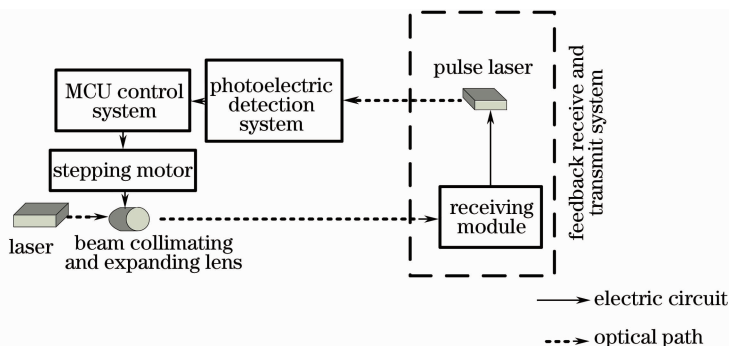 MCU control
system
photoelectric
detection
system
pulse laser
stepping motor
laser
beam collimating
and expanding lens
receiving
module
feedback receive and
transmit system
electric circuit
optical path